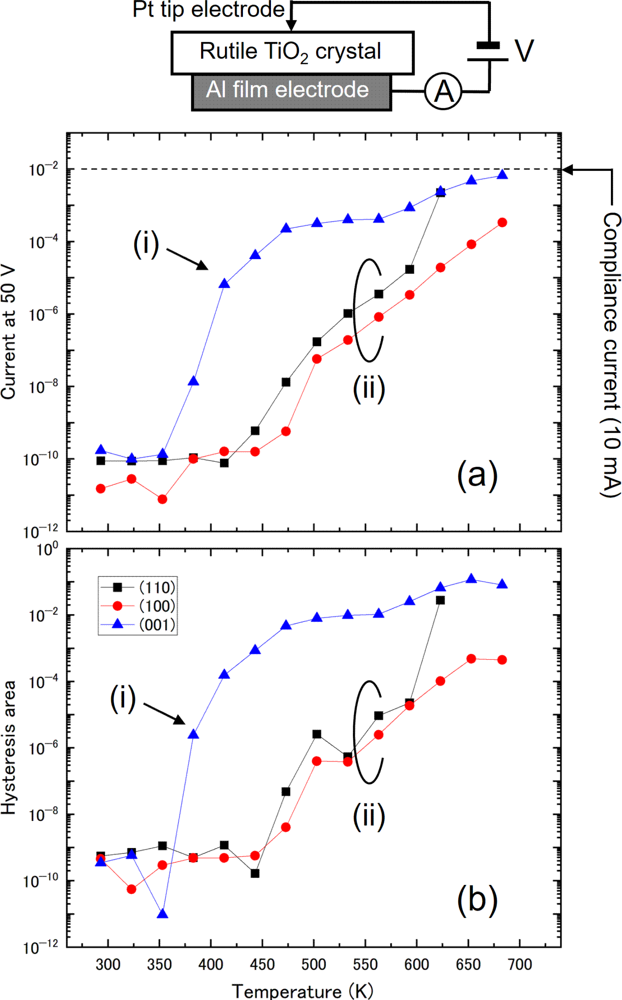 Pt tip electrode
Rutile TiO₂ crystal
V
Al film electrode
A
10⁻²
10⁻⁴
10⁻⁶
10⁻⁸
10⁻¹⁰
10⁻¹²
Current at 50 V
(i)
(ii)
(a)
Compliance current (10 mA)
10⁰
10⁻²
10⁻⁴
10⁻⁶
10⁻⁸
10⁻¹⁰
10⁻¹²
Hysteresis area
(110)
(100)
(001)
(i)
(ii)
(b)
300 350 400 450 500 550 600 650 700
Temperature (K)